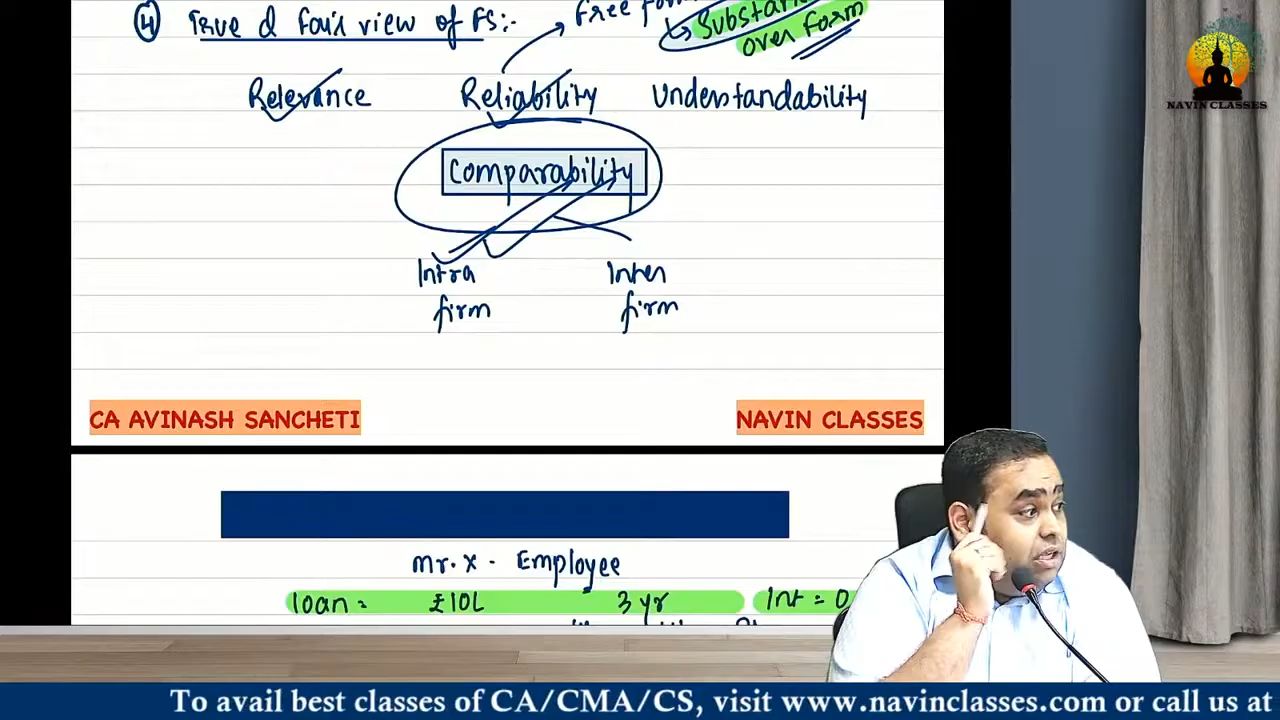 ④ True & Fair view of FS:-
Free
over form
Relevance Reliability Understandability
Comparability
Intra firm
Inter firm
CA AVINASH SANCHETI
NAVIN CLASSES
NAVIN CLASSES
Mr. X - Employee
loan = ₹10L 3 yr Int = 0
To avail best classes of CA/CMA/CS, visit www.navinclasses.com or call us at